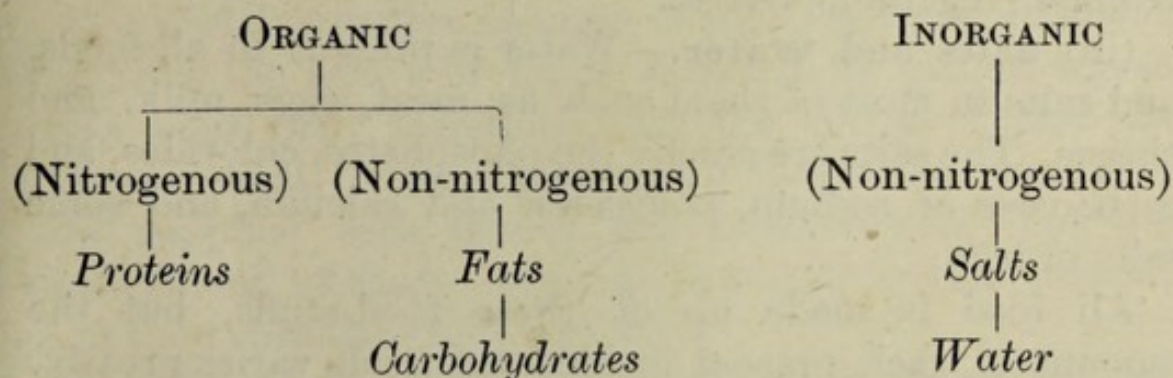 ORGANIC INORGANIC
(Nitrogenous) (Non-nitrogenous) (Non-nitrogenous)
Proteins Fats Salts
Carbohydrates Water